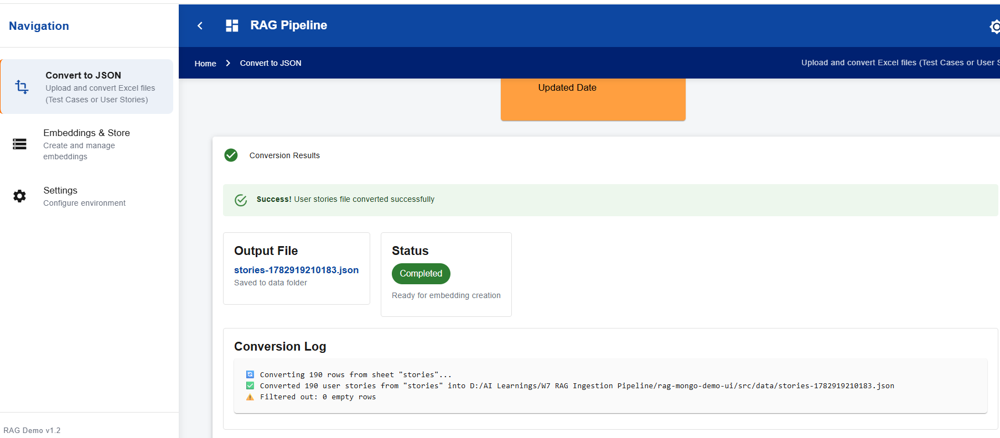 Navigation
Convert to JSON
Upload and convert Excel files
(Test Cases or User Stories)
Embeddings & Store
Create and manage
embeddings
Settings
Configure environment
RAG Demo v1.2
RAG Pipeline
Home
Convert to JSON
Upload and convert Excel files (Test Cases or User S
Updated Date
Conversion Results
Success! User stories file converted successfully
Output File
stories-1782919210183.json
Saved to data folder
Status
Completed
Ready for embedding creation
Conversion Log
Converting 190 rows from sheet "stories"...
Converted 190 user stories from "stories" into D:/AI Learnings/W7 RAG Ingestion Pipeline/rag-mongo-demo-ui/src/data/stories-1782919210183.json
Filtered out: 0 empty rows